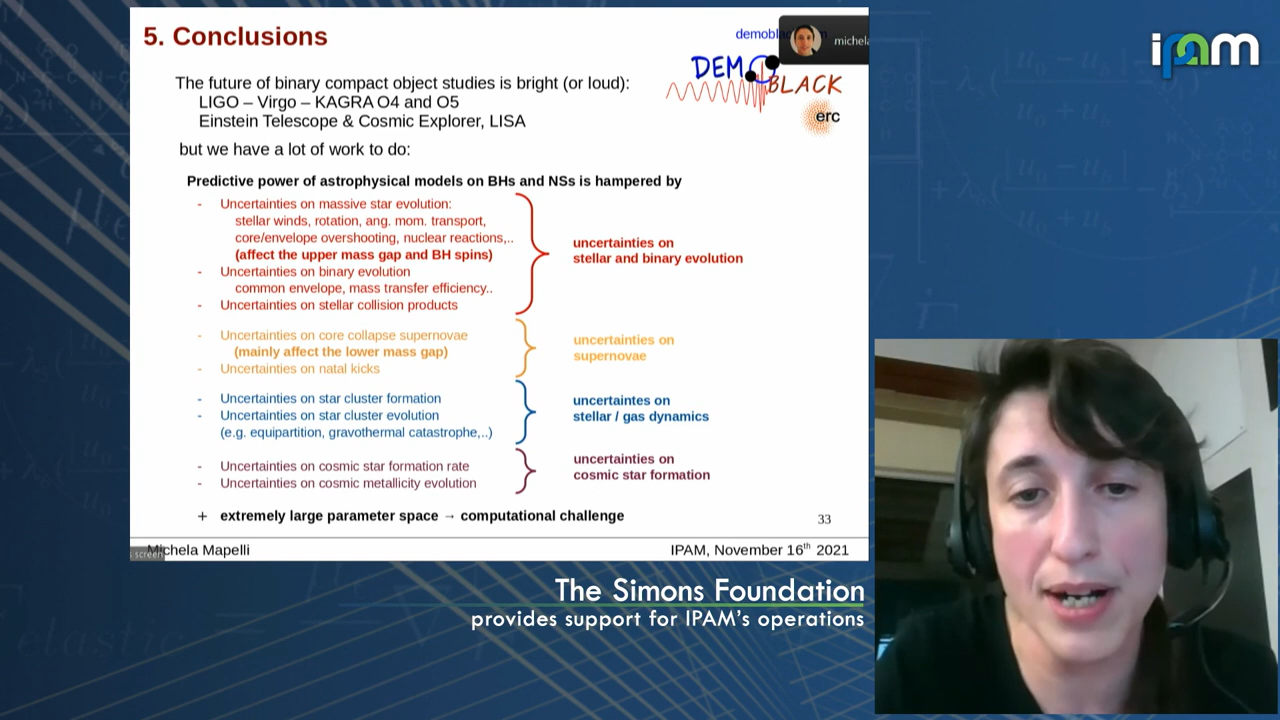 5. Conclusions
michela
DEMOBLACK
erc
ipam
The future of binary compact object studies is bright (or loud):
LIGO – Virgo – KAGRA O4 and O5
Einstein Telescope & Cosmic Explorer, LISA
but we have a lot of work to do:
Predictive power of astrophysical models on BHs and NSs is hampered by
- Uncertainties on massive star evolution:
stellar winds, rotation, ang. mom. transport,
core/envelope overshooting, nuclear reactions,..
(affect the upper mass gap and BH spins)
- Uncertainties on binary evolution
common envelope, mass transfer efficiency..
- Uncertainties on stellar collision products
uncertainties on
stellar and binary evolution
- Uncertainties on core collapse supernovae
(mainly affect the lower mass gap)
- Uncertainties on natal kicks
uncertainties on
supernovae
- Uncertainties on star cluster formation
- Uncertainties on star cluster evolution
(e.g. equipartition, gravothermal catastrophe,..)
uncertaintes on
stellar / gas dynamics
- Uncertainties on cosmic star formation rate
- Uncertainties on cosmic metallicity evolution
uncertainties on
cosmic star formation
+ extremely large parameter space → computational challenge
33
screen
Michela Mapelli
IPAM, November 16th 2021
The Simons Foundation
provides support for IPAM's operations
elastic